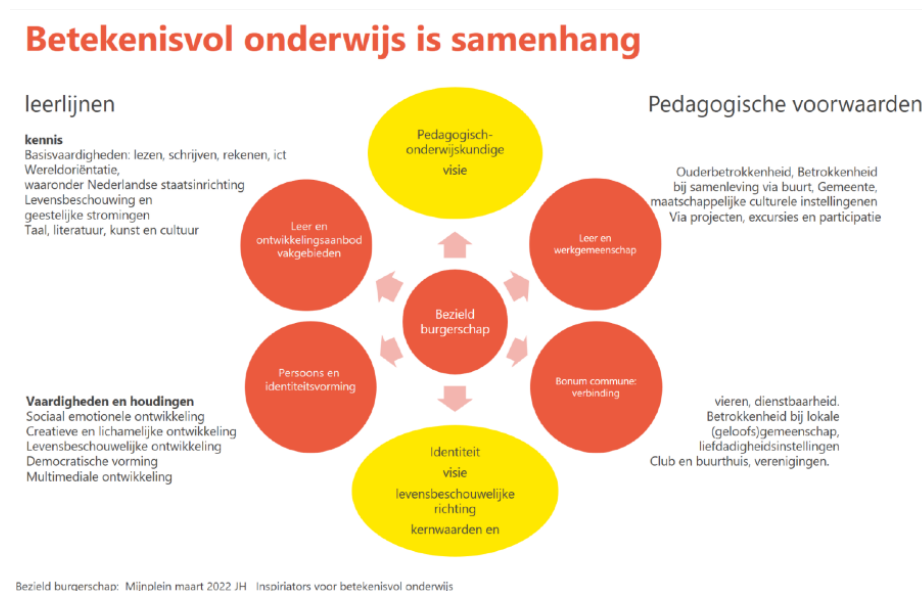 Betekenisvol onderwijs is samenhang
leerlijnen
kennis
Basisvaardigheden: lezen, schrijven, rekenen, ict
Wereldoriëntatie,
waaronder Nederlandse staatsinrichting
Levensbeschouwing en
geestelijke stromingen
Taal, literatuur, kunst en cultuur
Vaardigheden en houdingen
Sociaal emotionele ontwikkeling
Creatieve en lichamelijke ontwikkeling
Levensbeschouwelijke ontwikkeling
Democratische vorming
Multimediale ontwikkeling
Pedagogisch-
onderwijskundige
visie
Leer en
ontwikkelingsaanbod
vakgebieden
Leer en
werkgemeenschap
Bezield
burgerschap
Persoons en
identiteitsvorming
Bonum commune:
verbinding
Identiteit
visie
levensbeschouwelijke
richting
kernwaarden en
Pedagogische voorwaarden
Ouderbetrokkenheid, Betrokkenheid
bij samenleving via buurt, Gemeente,
maatschappelijke culturele instellingenen
Via projecten, excursies en participatie
vieren, dienstbaarheid.
Betrokkenheid bij lokale
(geloofs)gemeenschap,
liefdadigheidsinstellingen
Club en buurthuis, verenigingen.
Bezield burgerschap: Mijnplein maart 2022 JH Inspiriators voor betekenisvol onderwijs